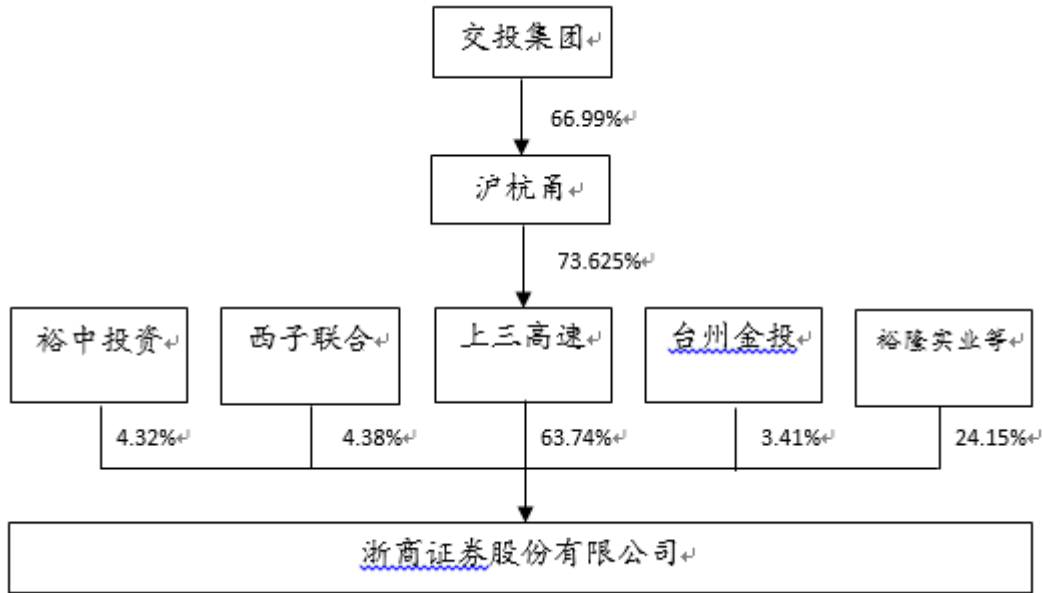 交投集团
66.99%
沪杭甬
73.625%
裕中投资
西子联合
上三高速
台州金投
裕隆实业等
4.32%
4.38%
63.74%
3.41%
24.15%
浙商证券股份有限公司